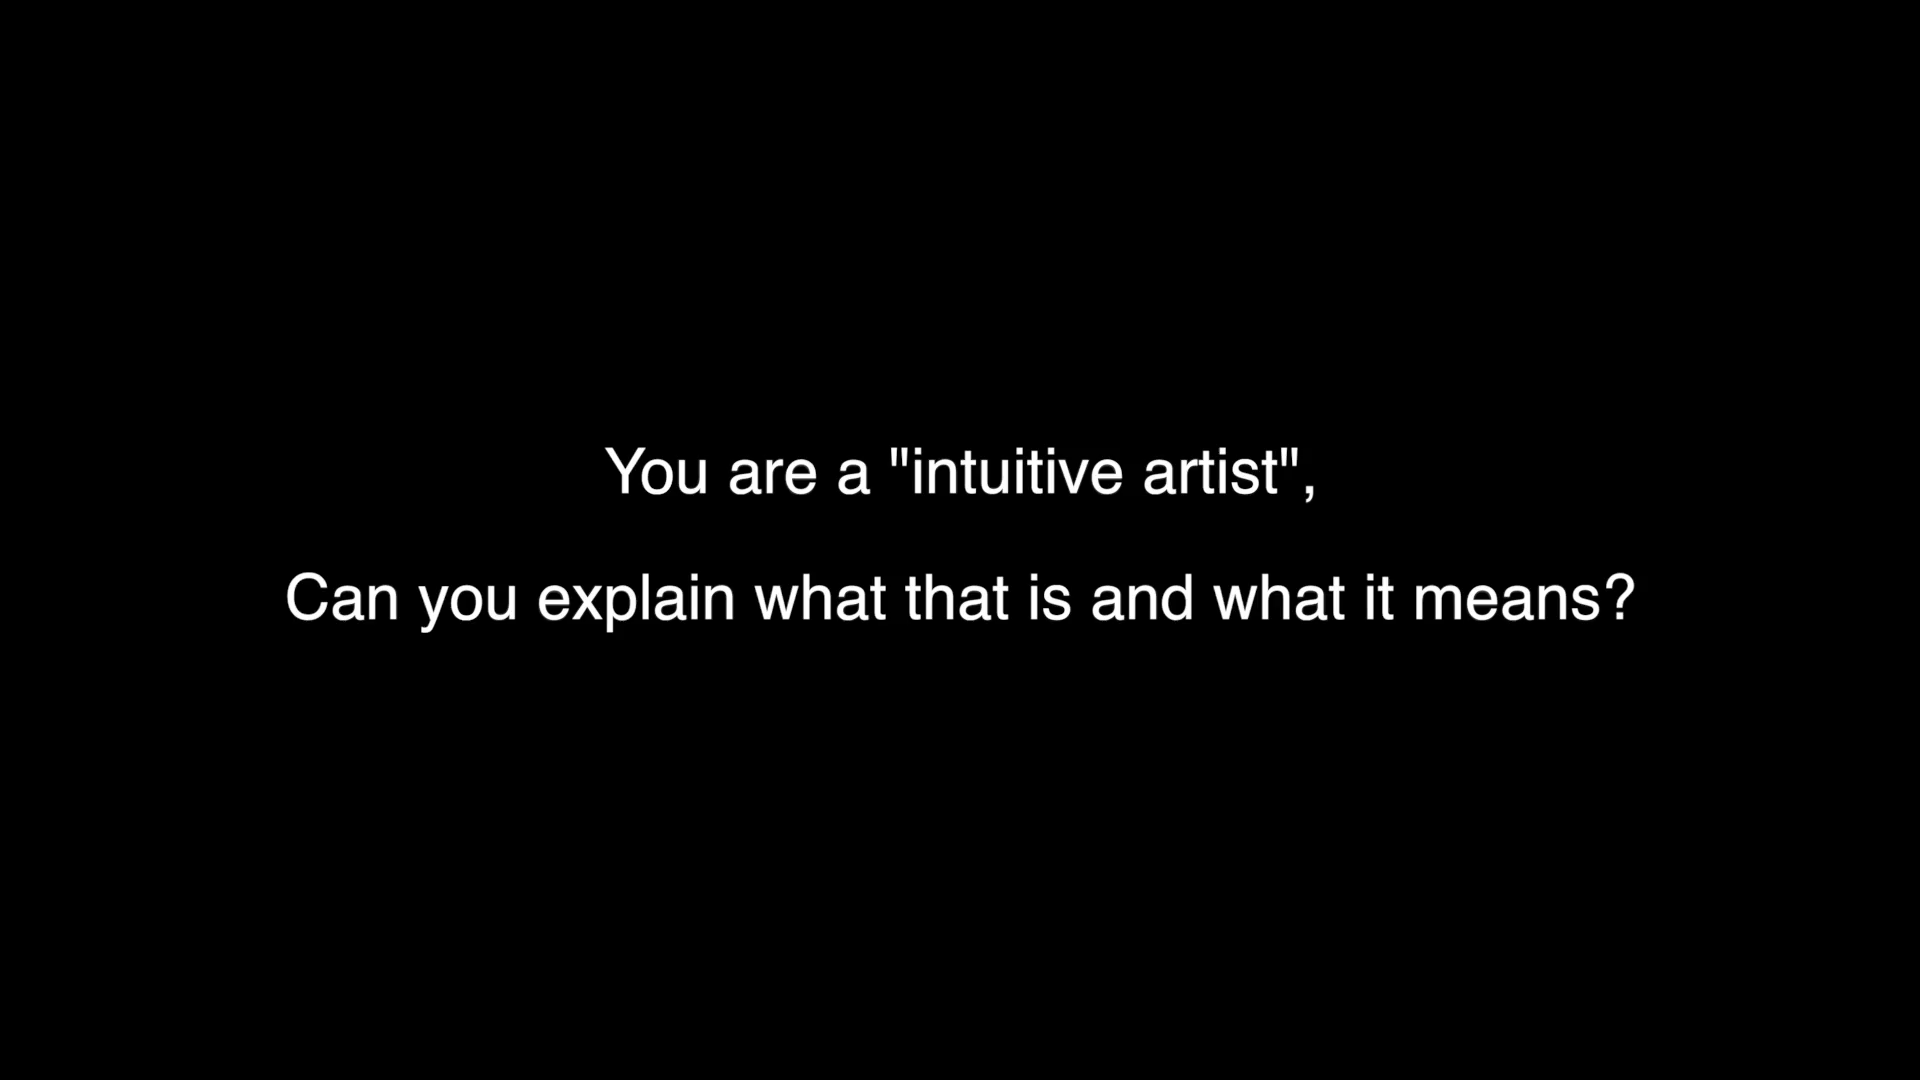 You are a "intuitive artist",
Can you explain what that is and what it means?